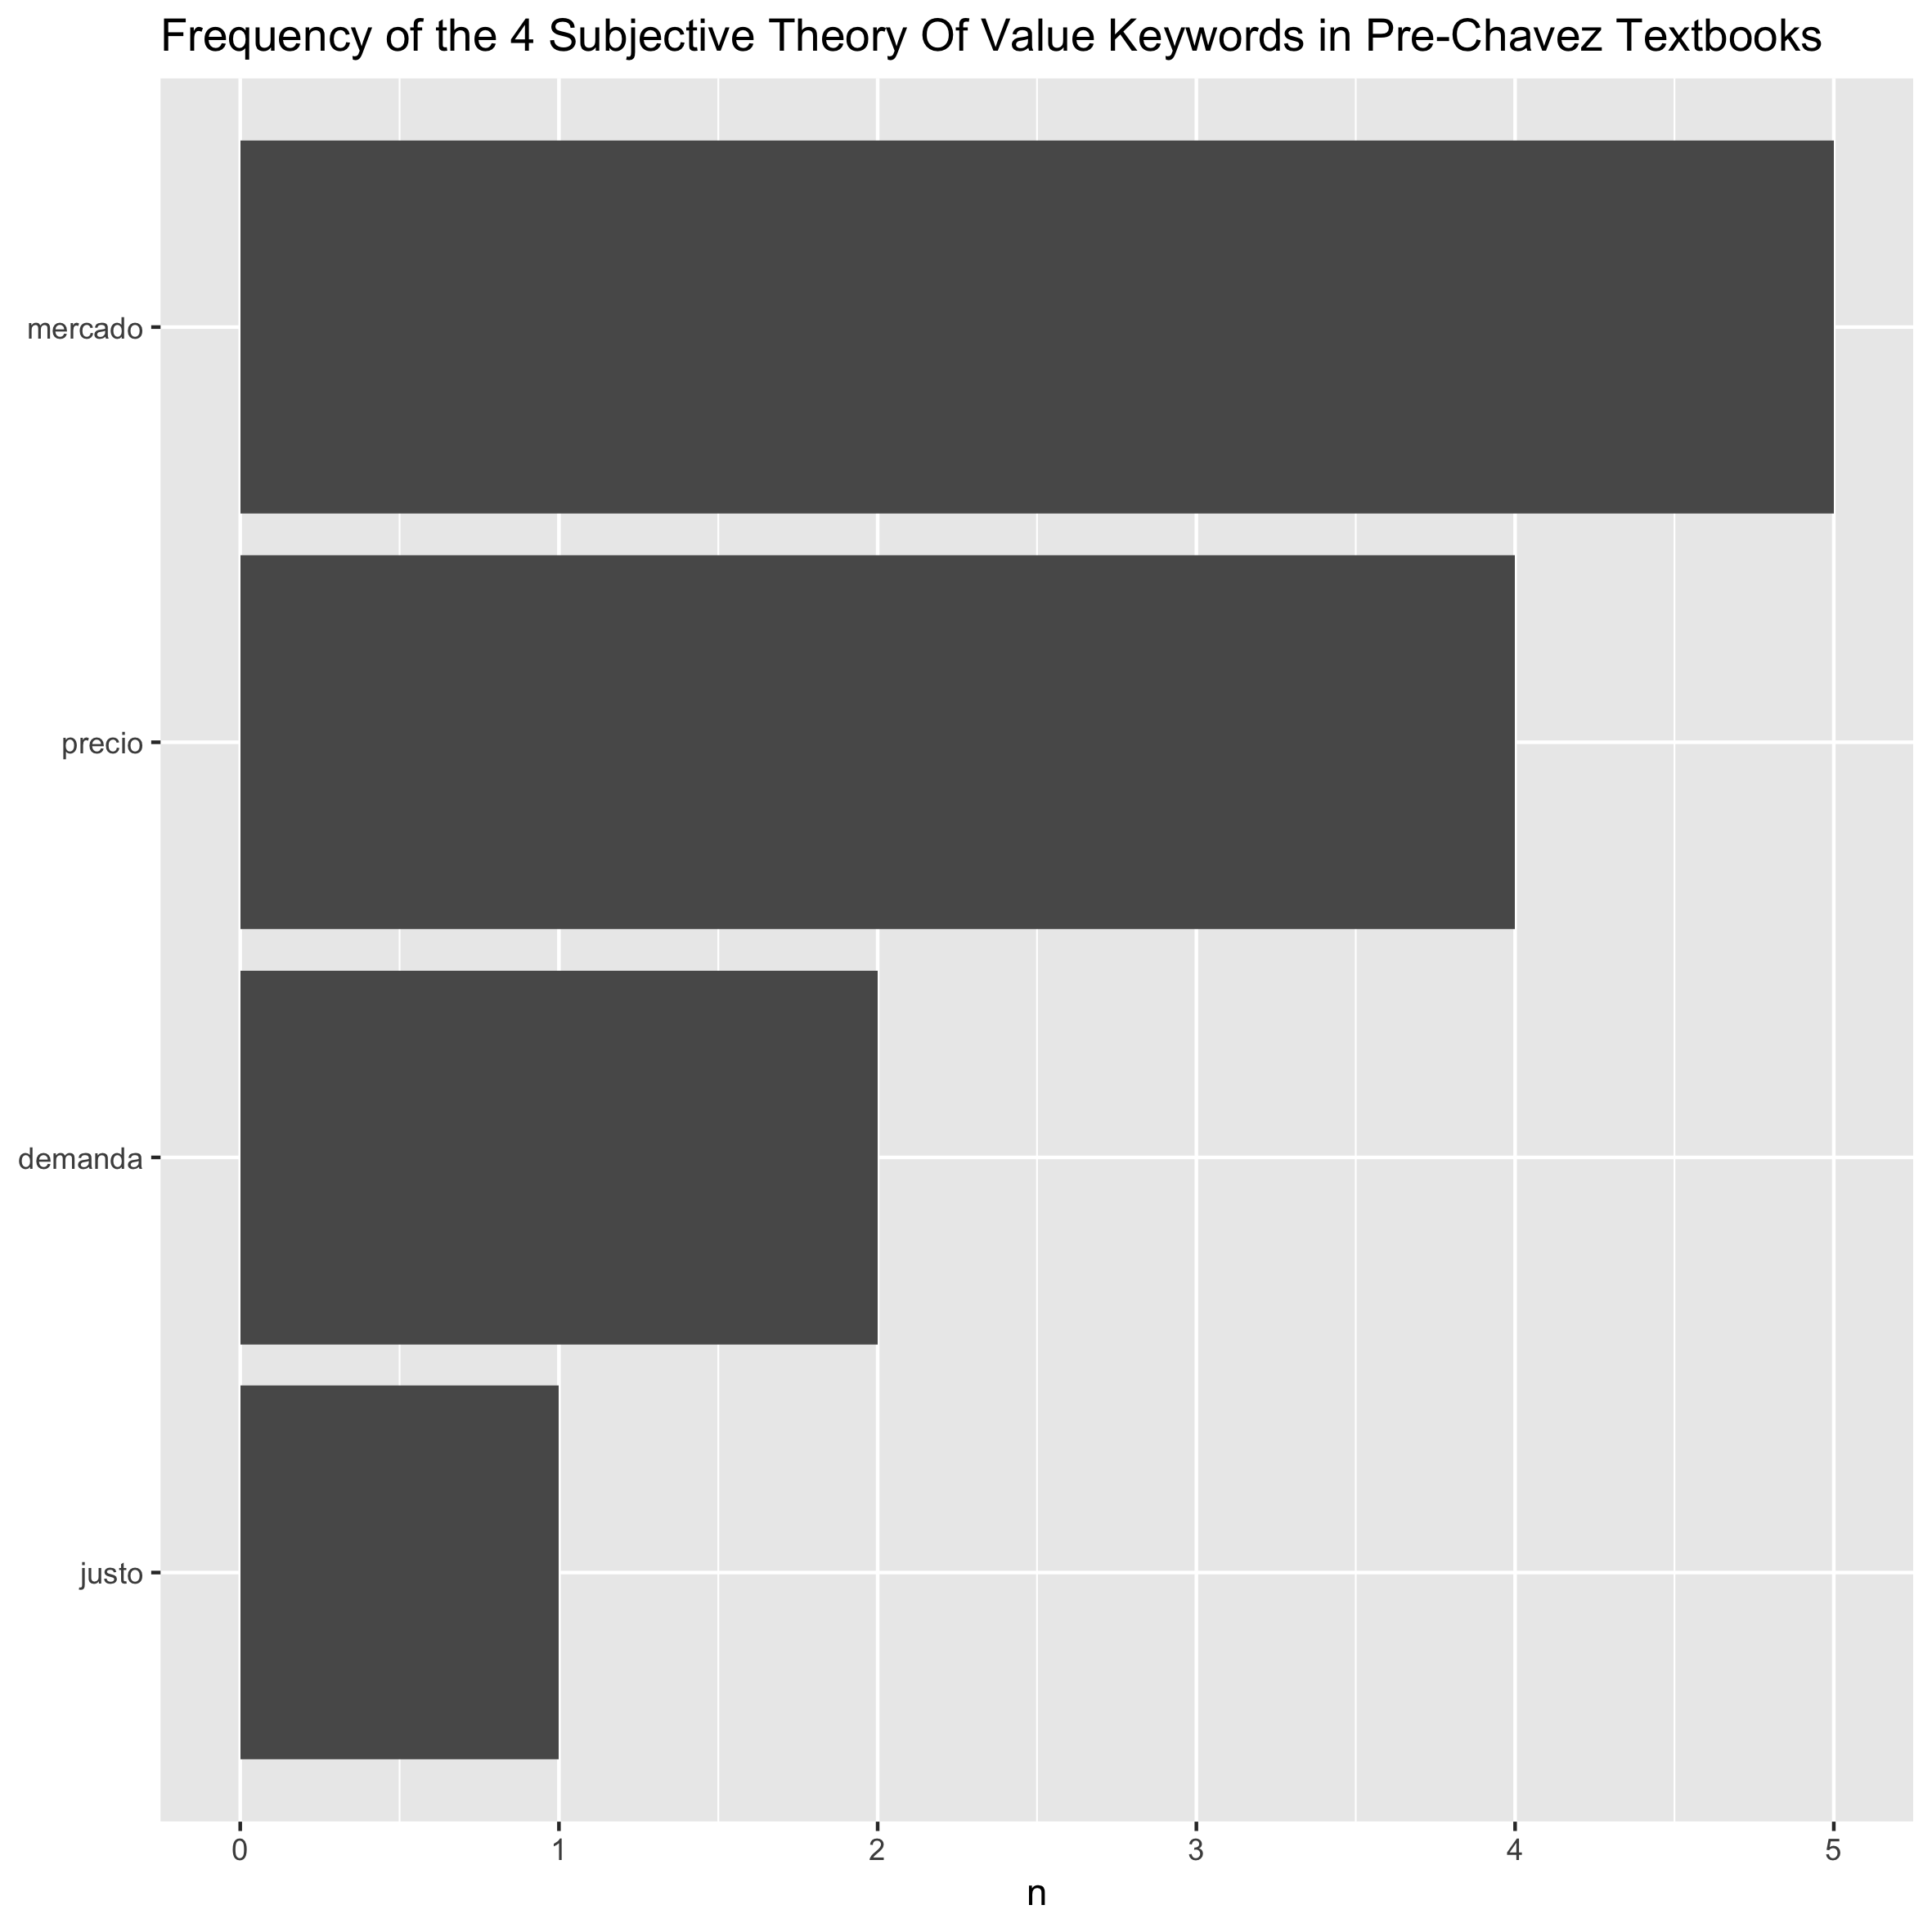 Frequency of the 4 Subjective Theory Of Value KeyWords in Pre-Chavez Textbooks
mercado
precio
demanda
justo
0 1 2 3 4 5
n